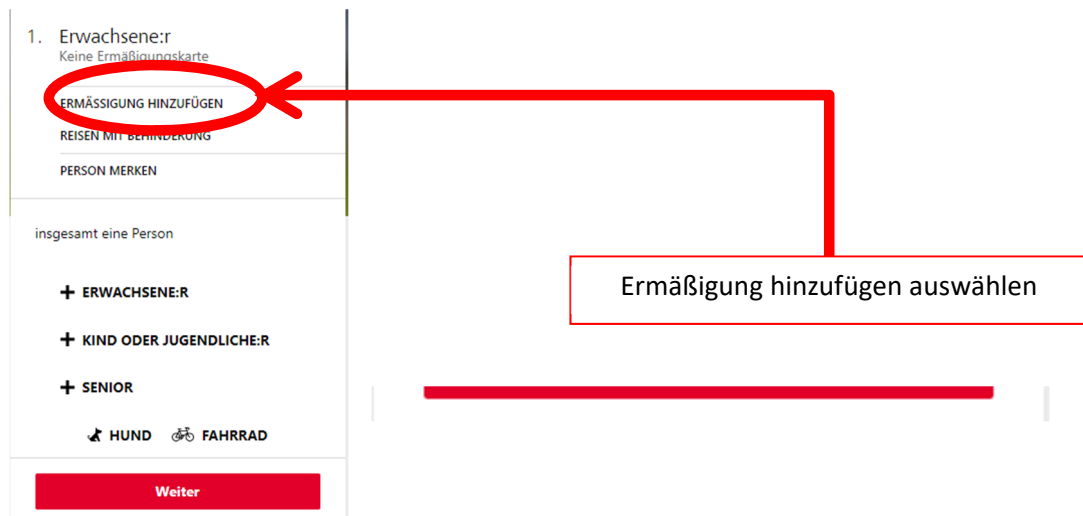 1. Erwachsene:r
Keine Ermäßigungskarte
ERMÄSSIGUNG HINZUFÜGEN
REISEN MIT BEHINDERUNG
PERSON MERKEN
insgesamt eine Person
Ermäßigung hinzufügen auswählen
+ ERWACHSENE:R
+ KIND ODER JUGENDLICHE:R
+ SENIOR
HUND FAHRRAD
Weiter